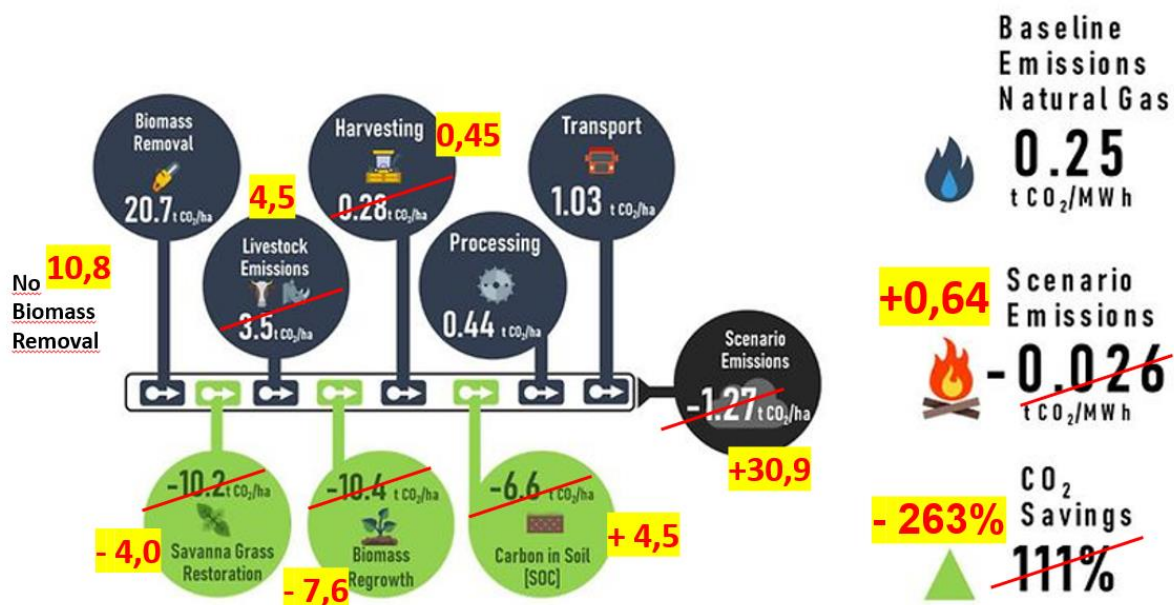 No
Biomass
Removal
10,8
Biomass
Removal
20.7 t CO₂/ha
4,5
Livestock
Emissions
3.5 t CO₂/ha
Harvesting
0,45
0.28 t CO₂/ha
Processing
0.44 t CO₂/ha
Transport
1.03 t CO₂/ha
Scenario
Emissions
-1.27 t CO₂/ha
+30,9
-10.2 t CO₂/ha
- 4,0
Savanna Grass
Restoration
-10.4 t CO₂/ha
Biomass
Regrowth
- 7,6
-6.6 t CO₂/ha
Carbon in Soil
[SOC]
+ 4,5
Baseline
Emissions
Natural Gas
0.25
t CO₂/MWh
+0,64
Scenario
Emissions
-0.026
t CO₂/MWh
- 263%
CO₂
Savings
111%